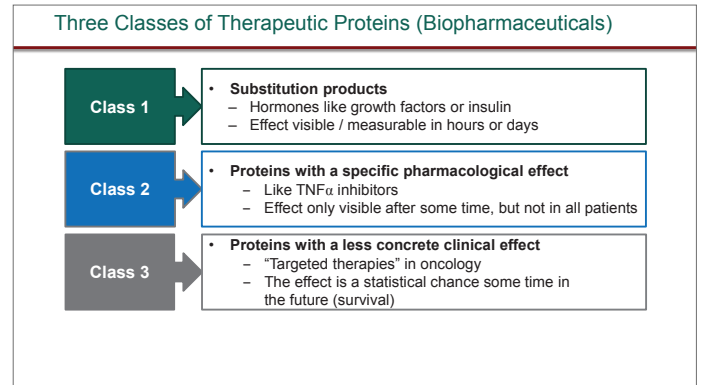 Three Classes of Therapeutic Proteins (Biopharmaceuticals)
Class 1
• Substitution products
– Hormones like growth factors or insulin
– Effect visible / measurable in hours or days
Class 2
• Proteins with a specific pharmacological effect
– Like TNFα inhibitors
– Effect only visible after some time, but not in all patients
Class 3
• Proteins with a less concrete clinical effect
– “Targeted therapies” in oncology
– The effect is a statistical chance some time in
the future (survival)